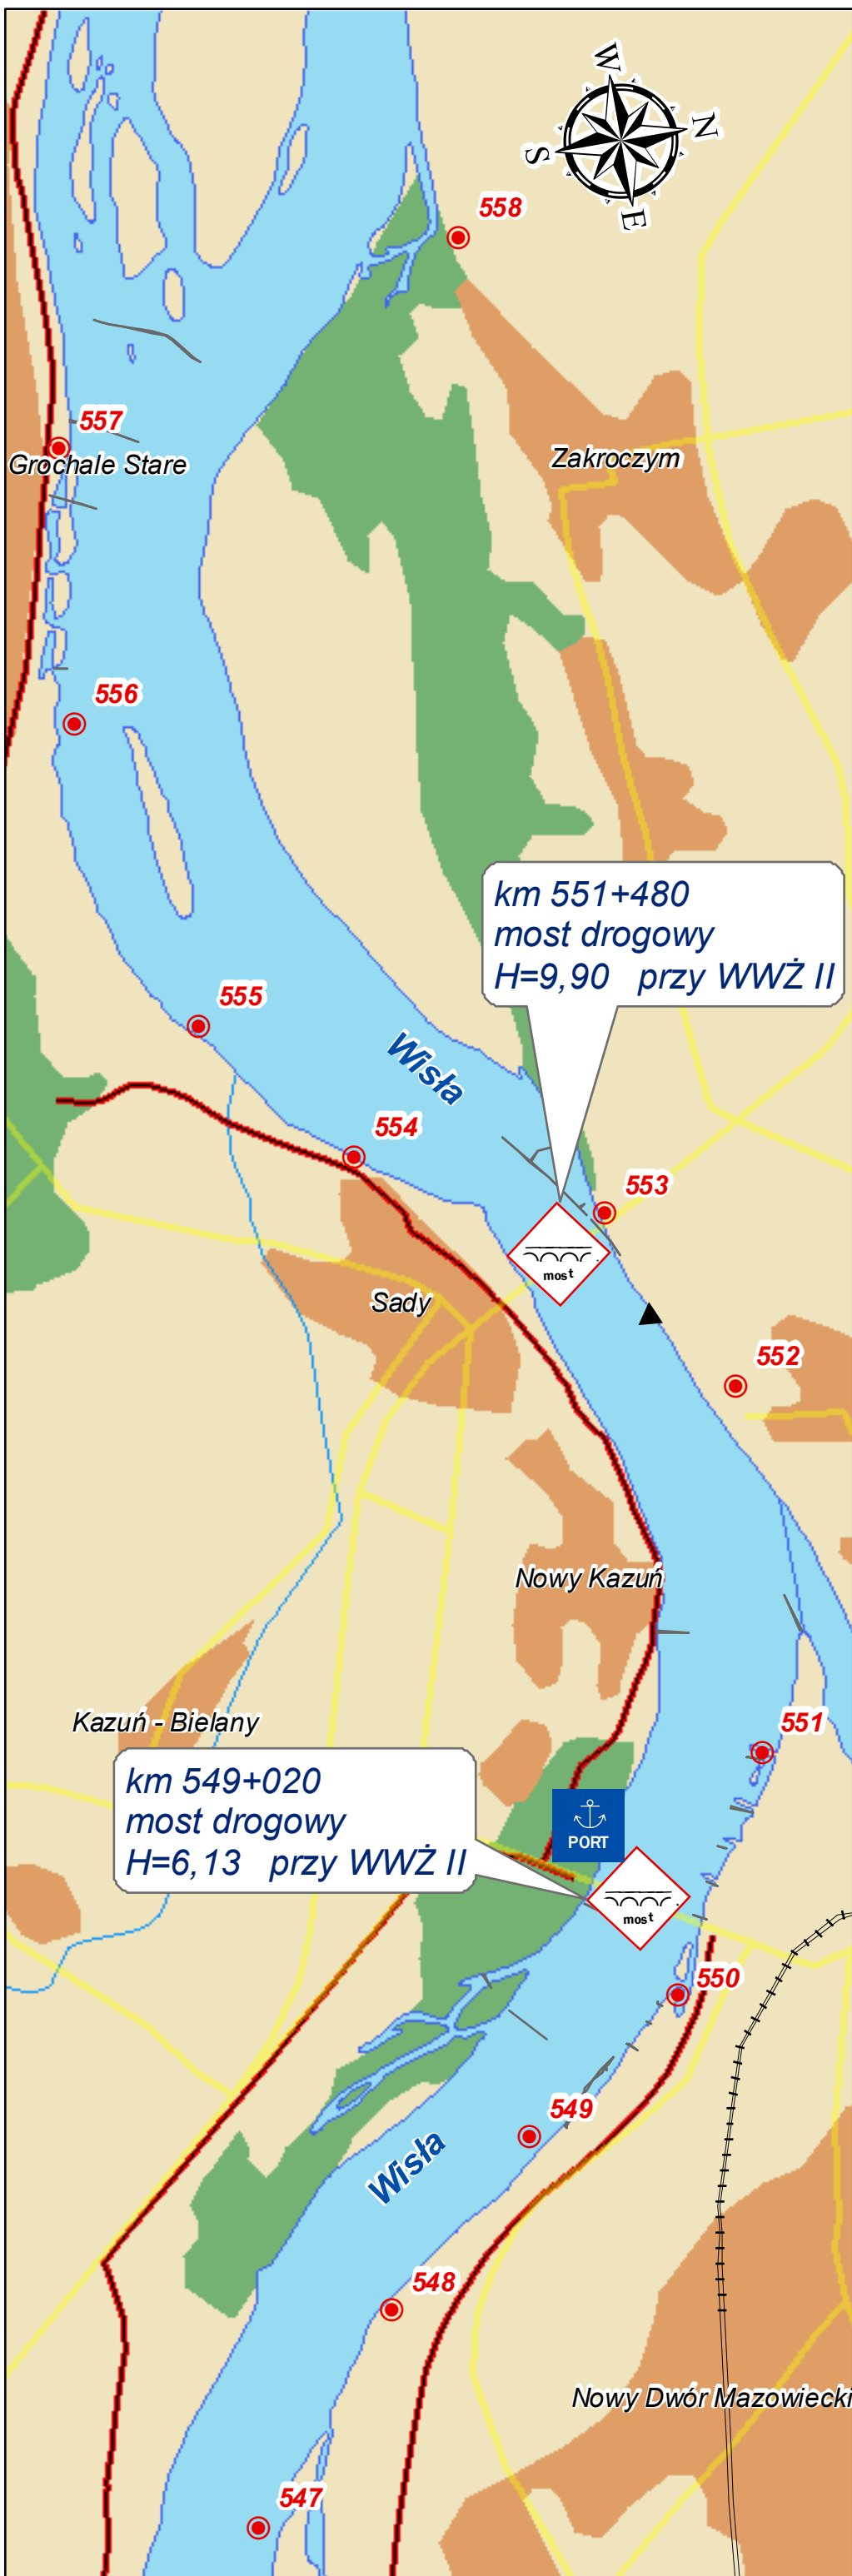 W
N
S
E
558
557
Grochale Stare
Zakroczym
556
km 551+480
most drogowy
H=9,90 przy WWŻ II
555
Wisła
554
553
most
Sady
552
Nowy Kazuń
Kazuń - Bielany
551
km 549+020
most drogowy
H=6,13 przy WWŻ II
PORT
most
550
549
Wisła
548
Nowy Dwór Mazowiecki
547